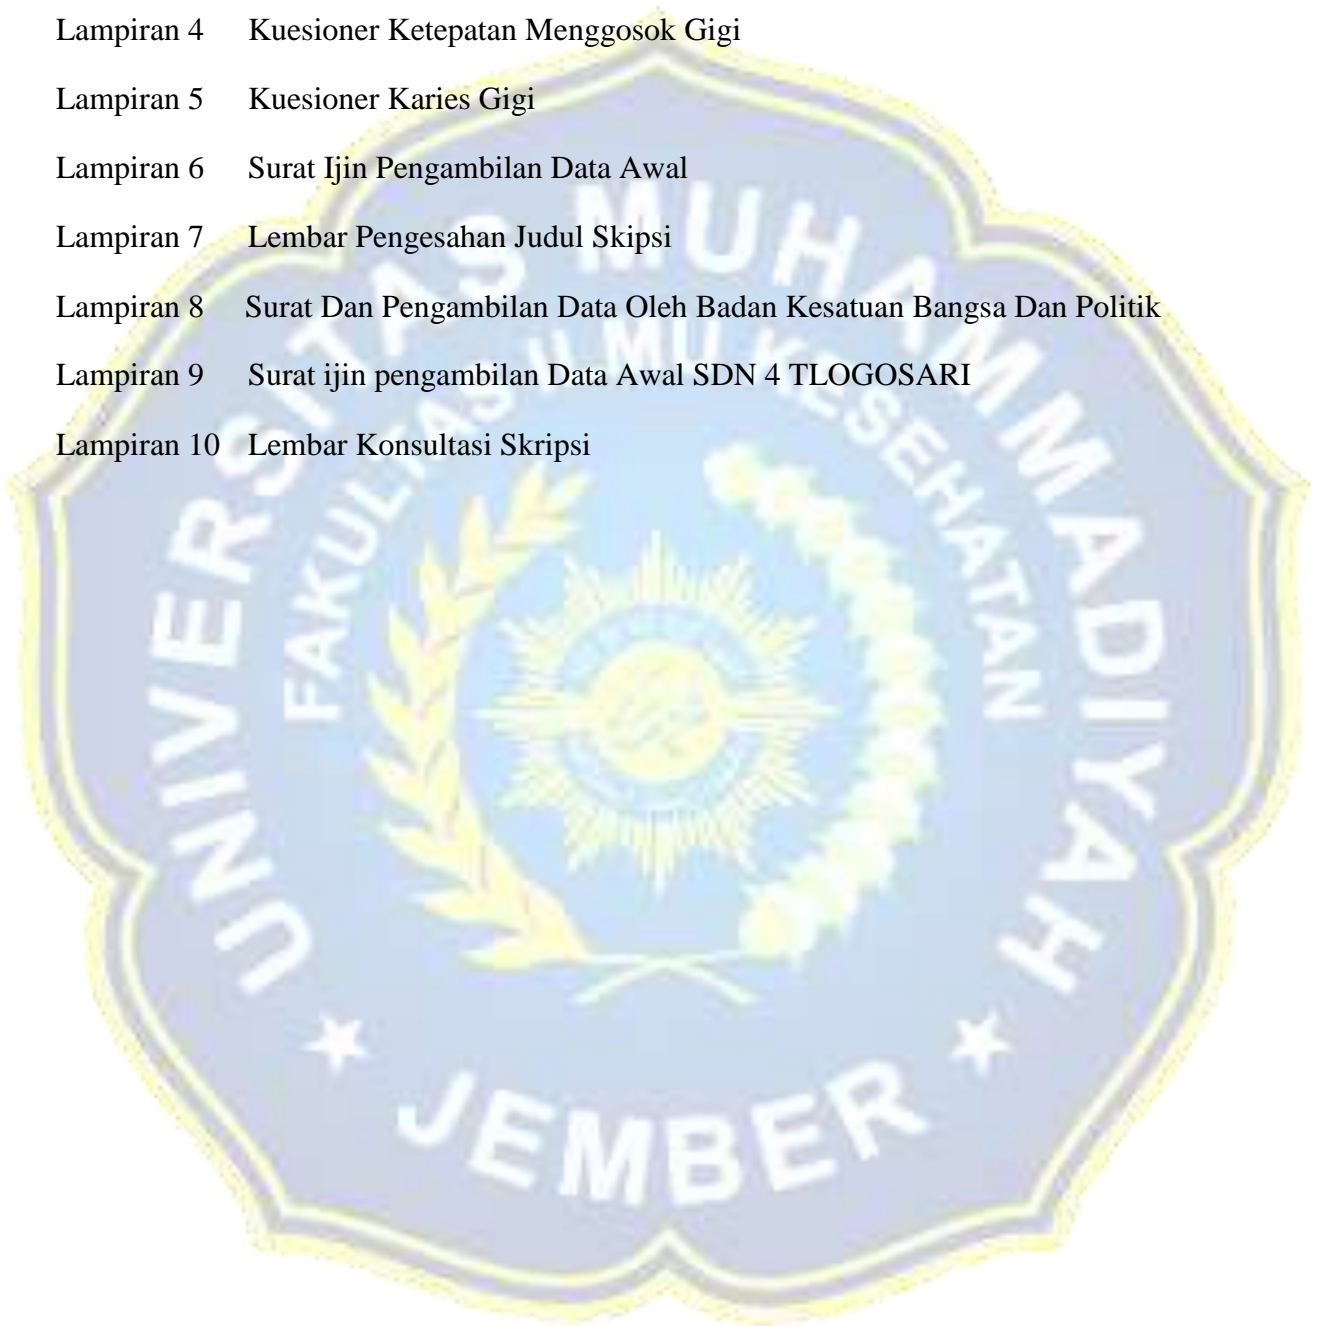 Lampiran 4 Kuesioner Ketepatan Menggosok Gigi
Lampiran 5 Kuesioner Karies Gigi
Lampiran 6 Surat Ijin Pengambilan Data Awal
Lampiran 7 Lembar Pengesahan Judul Skipsi
Lampiran 8 Surat Dan Pengambilan Data Oleh Badan Kesatuan Bangsa Dan Politik
Lampiran 9 Surat ijin pengambilan Data Awal SDN 4 TLOGOSARI
Lampiran 10 Lembar Konsultasi Skripsi
UNIVERSITAS MUHAMMADIYAH
FAKULTAS ILMU KESEHATAN
JEMBER